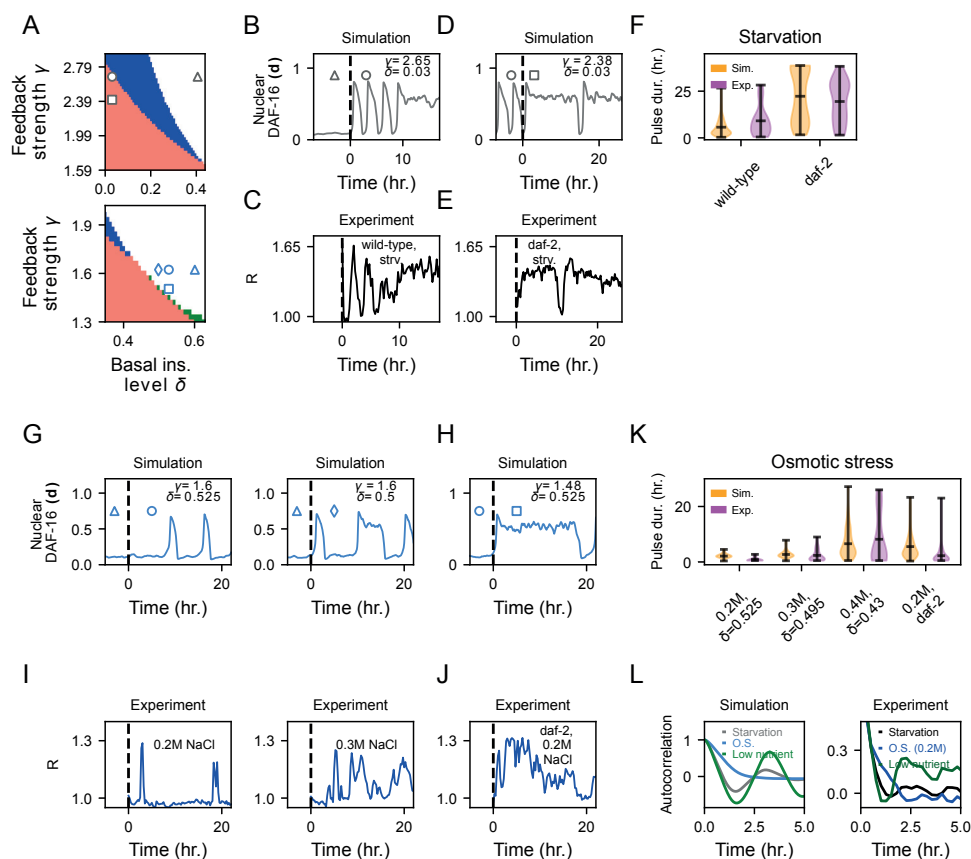 A
Feedback
strength γ
2.79
2.39
1.99
1.59
0.0
0.2
0.4
Feedback
strength γ
1.9
1.6
1.3
0.4
0.6
Basal ins.
level δ
B
Simulation
Nuclear
DAF-16 (d)
1
0
γ= 2.65
δ= 0.03
0
10
Time (hr.)
C
Experiment
R
1.65
1.00
wild-type,
strv.
0
10
Time (hr.)
D
Simulation
1
0
γ= 2.38
δ= 0.03
0
20
Time (hr.)
E
Experiment
1.65
1.00
daf-2,
strv.
0
20
Time (hr.)
F
Starvation
Pulse dur. (hr.)
25
0
Sim.
Exp.
wild-type
daf-2
G
Simulation
Nuclear
DAF-16 (d)
1.0
0.5
0.0
γ= 1.6
δ= 0.525
0
20
Time (hr.)
Simulation
1.0
0.5
0.0
γ= 1.6
δ= 0.5
0
20
Time (hr.)
H
Simulation
1.0
0.5
0.0
γ= 1.48
δ= 0.525
0
20
Time (hr.)
I
Experiment
R
1.3
1.0
0.2M NaCl
0
20
Time (hr.)
Experiment
1.3
1.0
0.3M NaCl
0
20
Time (hr.)
J
Experiment
1.3
1.0
daf-2,
0.2M
NaCl
0
20
Time (hr.)
K
Osmotic stress
Pulse dur. (hr.)
20
0
Sim.
Exp.
0.2M,
δ=0.525
0.3M,
δ=0.495
0.4M,
δ=0.43
0.2M,
daf-2
L
Simulation
Autocorrelation
1
0
Starvation
O.S.
Low nutrient
0.0
2.5
5.0
Time (hr.)
Experiment
0.3
0.0
Starvation
O.S. (0.2M)
Low nutrient
0.0
2.5
5.0
Time (hr.)